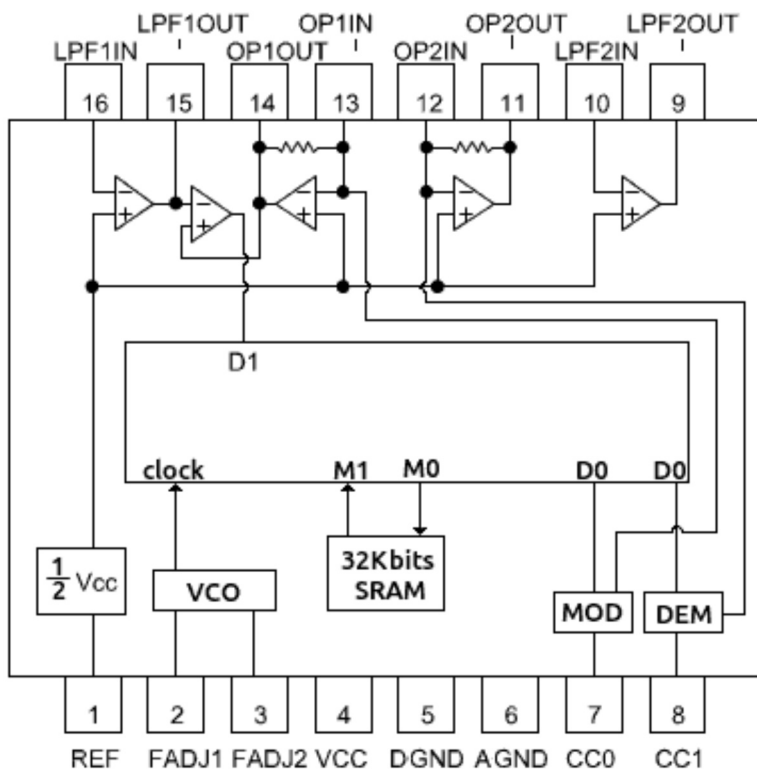 LPF1OUT OP1IN OP2OUT LPF2OUT
LPF1IN OP1OUT OP2IN LPF2IN
16 15 14 13 12 11 10 9
− + − + − + − + − +
D1
clock M1 M0 D0 D0
1/2 Vcc
VCO
32Kbits
SRAM
MOD
DEM
1 2 3 4 5 6 7 8
REF FADJ1 FADJ2 VCC DGND AGND CC0 CC1